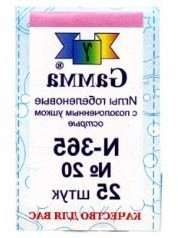 γ
Gamma®
Иглы гобеленовые
с позолоченным ушком
острые
N-365
№ 20
25 штук
КАЧЕСТВО ДЛЯ ВАС